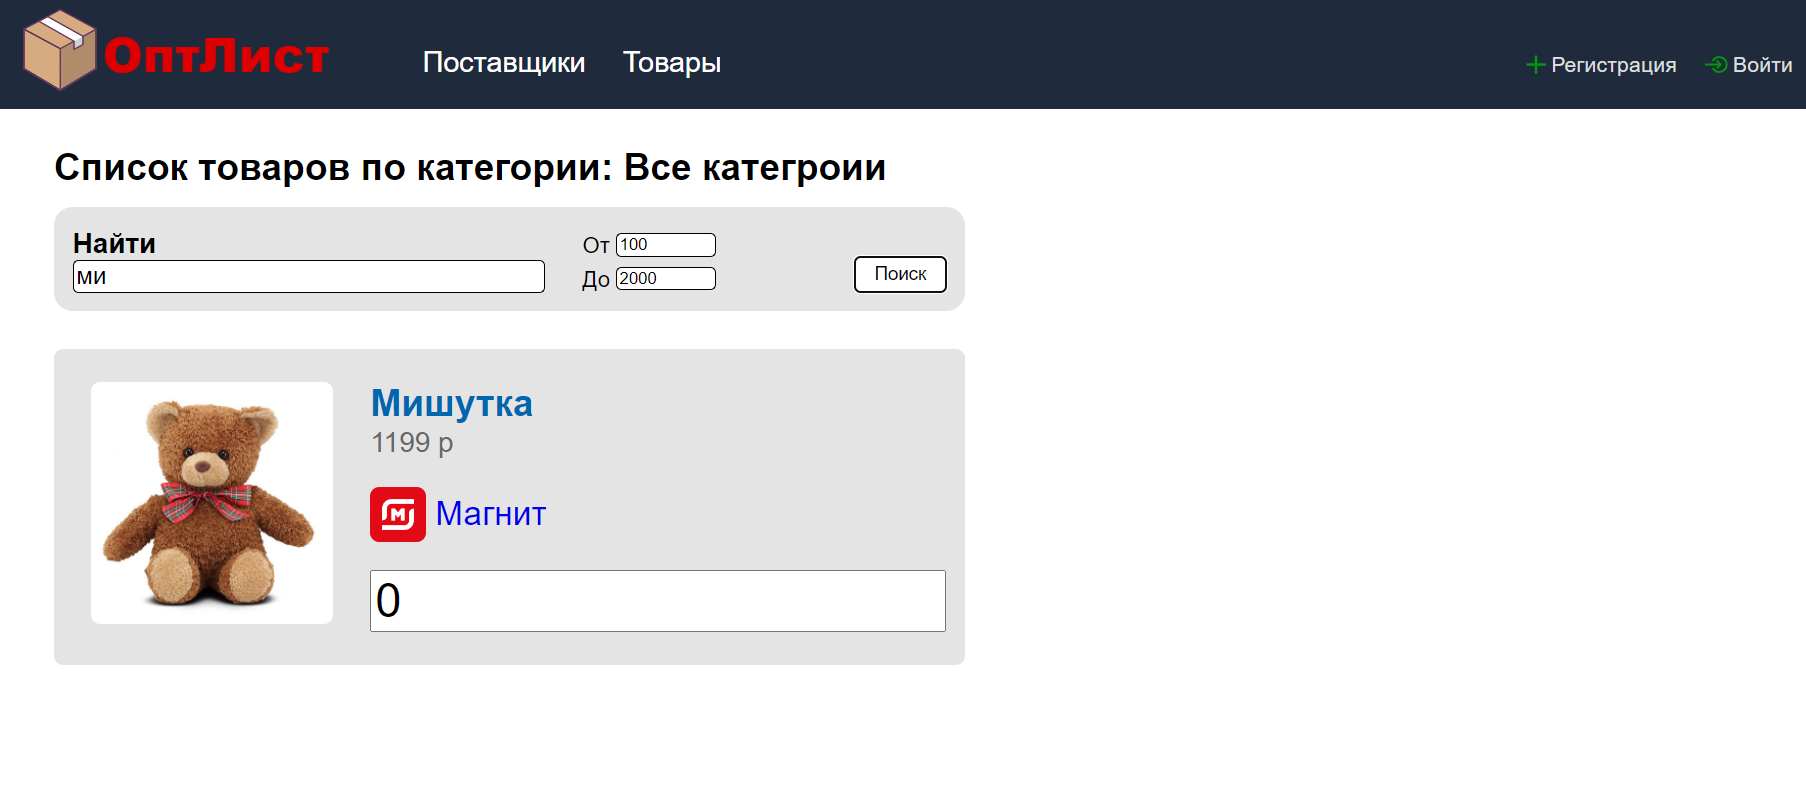 ОптЛист
Поставщики Товары
Регистрация Войти
Список товаров по категории: Все категроии
Найти
ми
От 100
До 2000
Поиск
Мишутка
1199 р
М Магнит
0